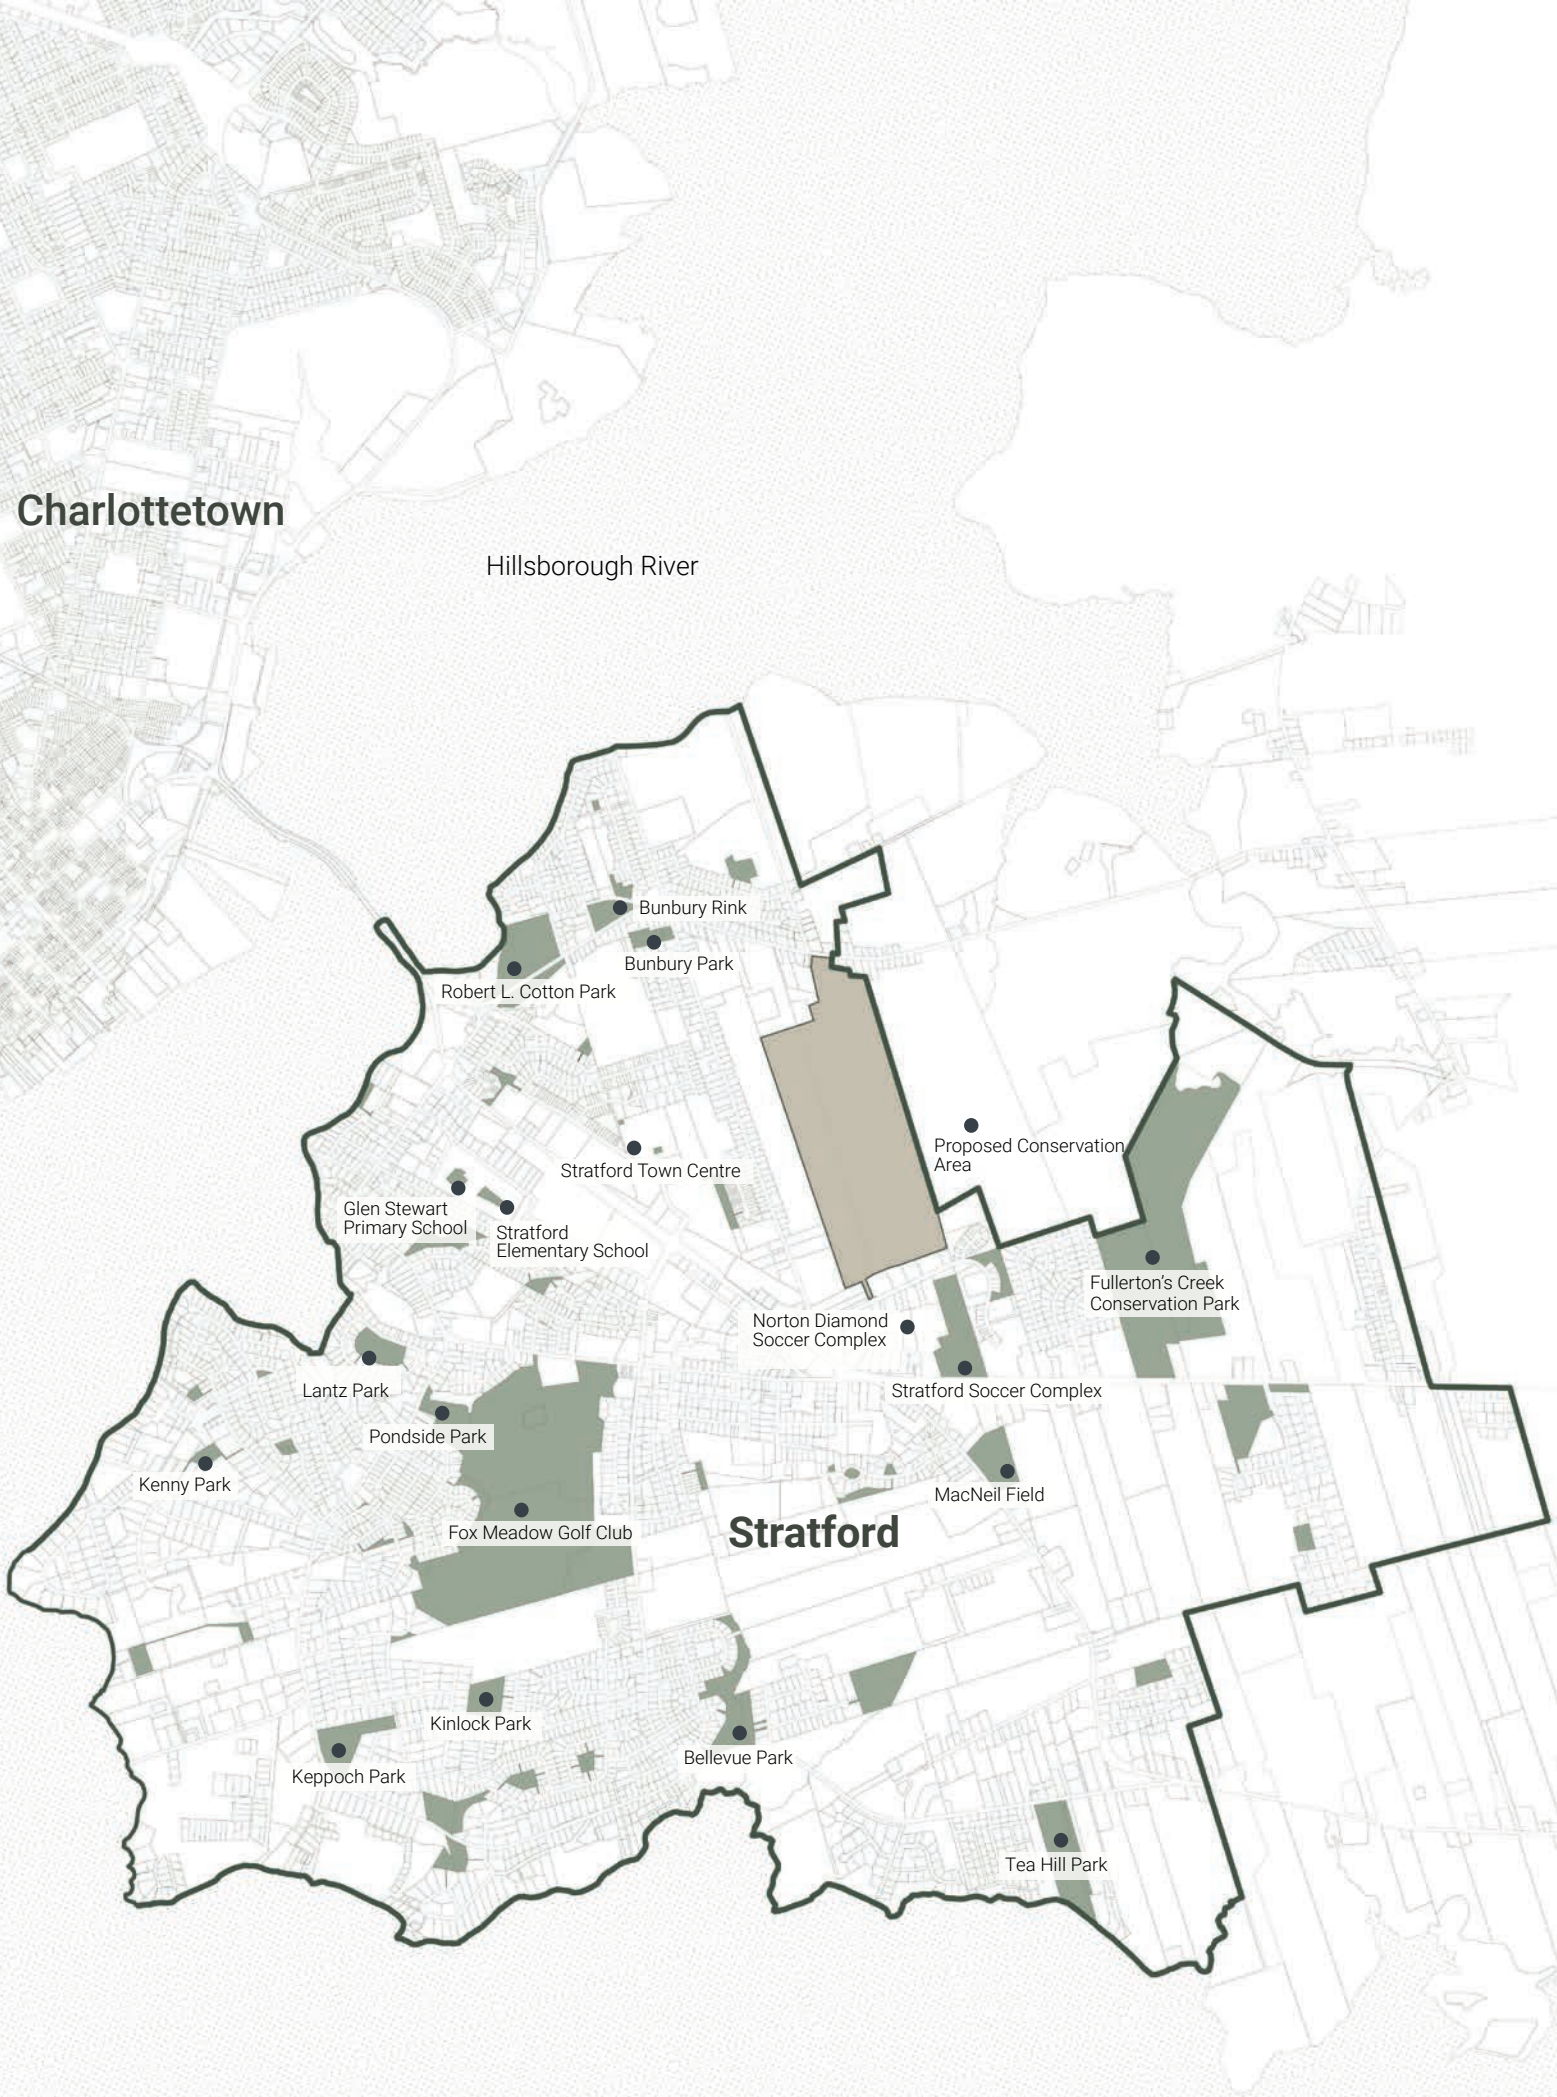 Charlottetown
Hillsborough River
Bunbury Rink
Bunbury Park
Robert L. Cotton Park
Proposed Conservation
Area
Stratford Town Centre
Glen Stewart
Primary School
Stratford
Elementary School
Fullerton's Creek
Conservation Park
Norton Diamond
Soccer Complex
Lantz Park
Stratford Soccer Complex
Pondside Park
Kenny Park
MacNeil Field
Fox Meadow Golf Club
Stratford
Kinlock Park
Bellevue Park
Keppoch Park
Tea Hill Park